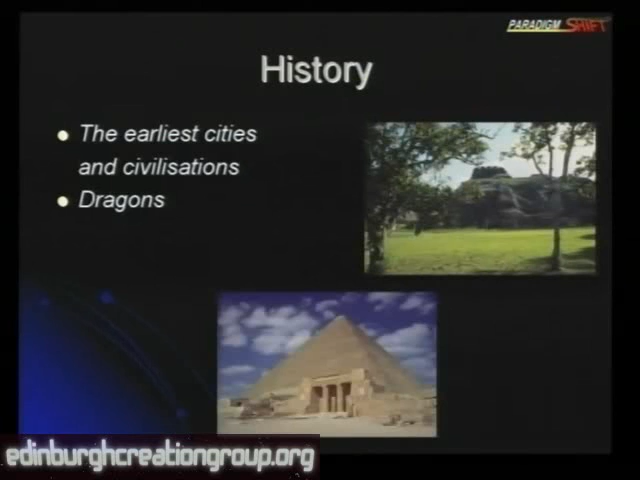 PARADIGM SHIFT
History
The earliest cities
and civilisations
Dragons
edinburghcreationgroup.org